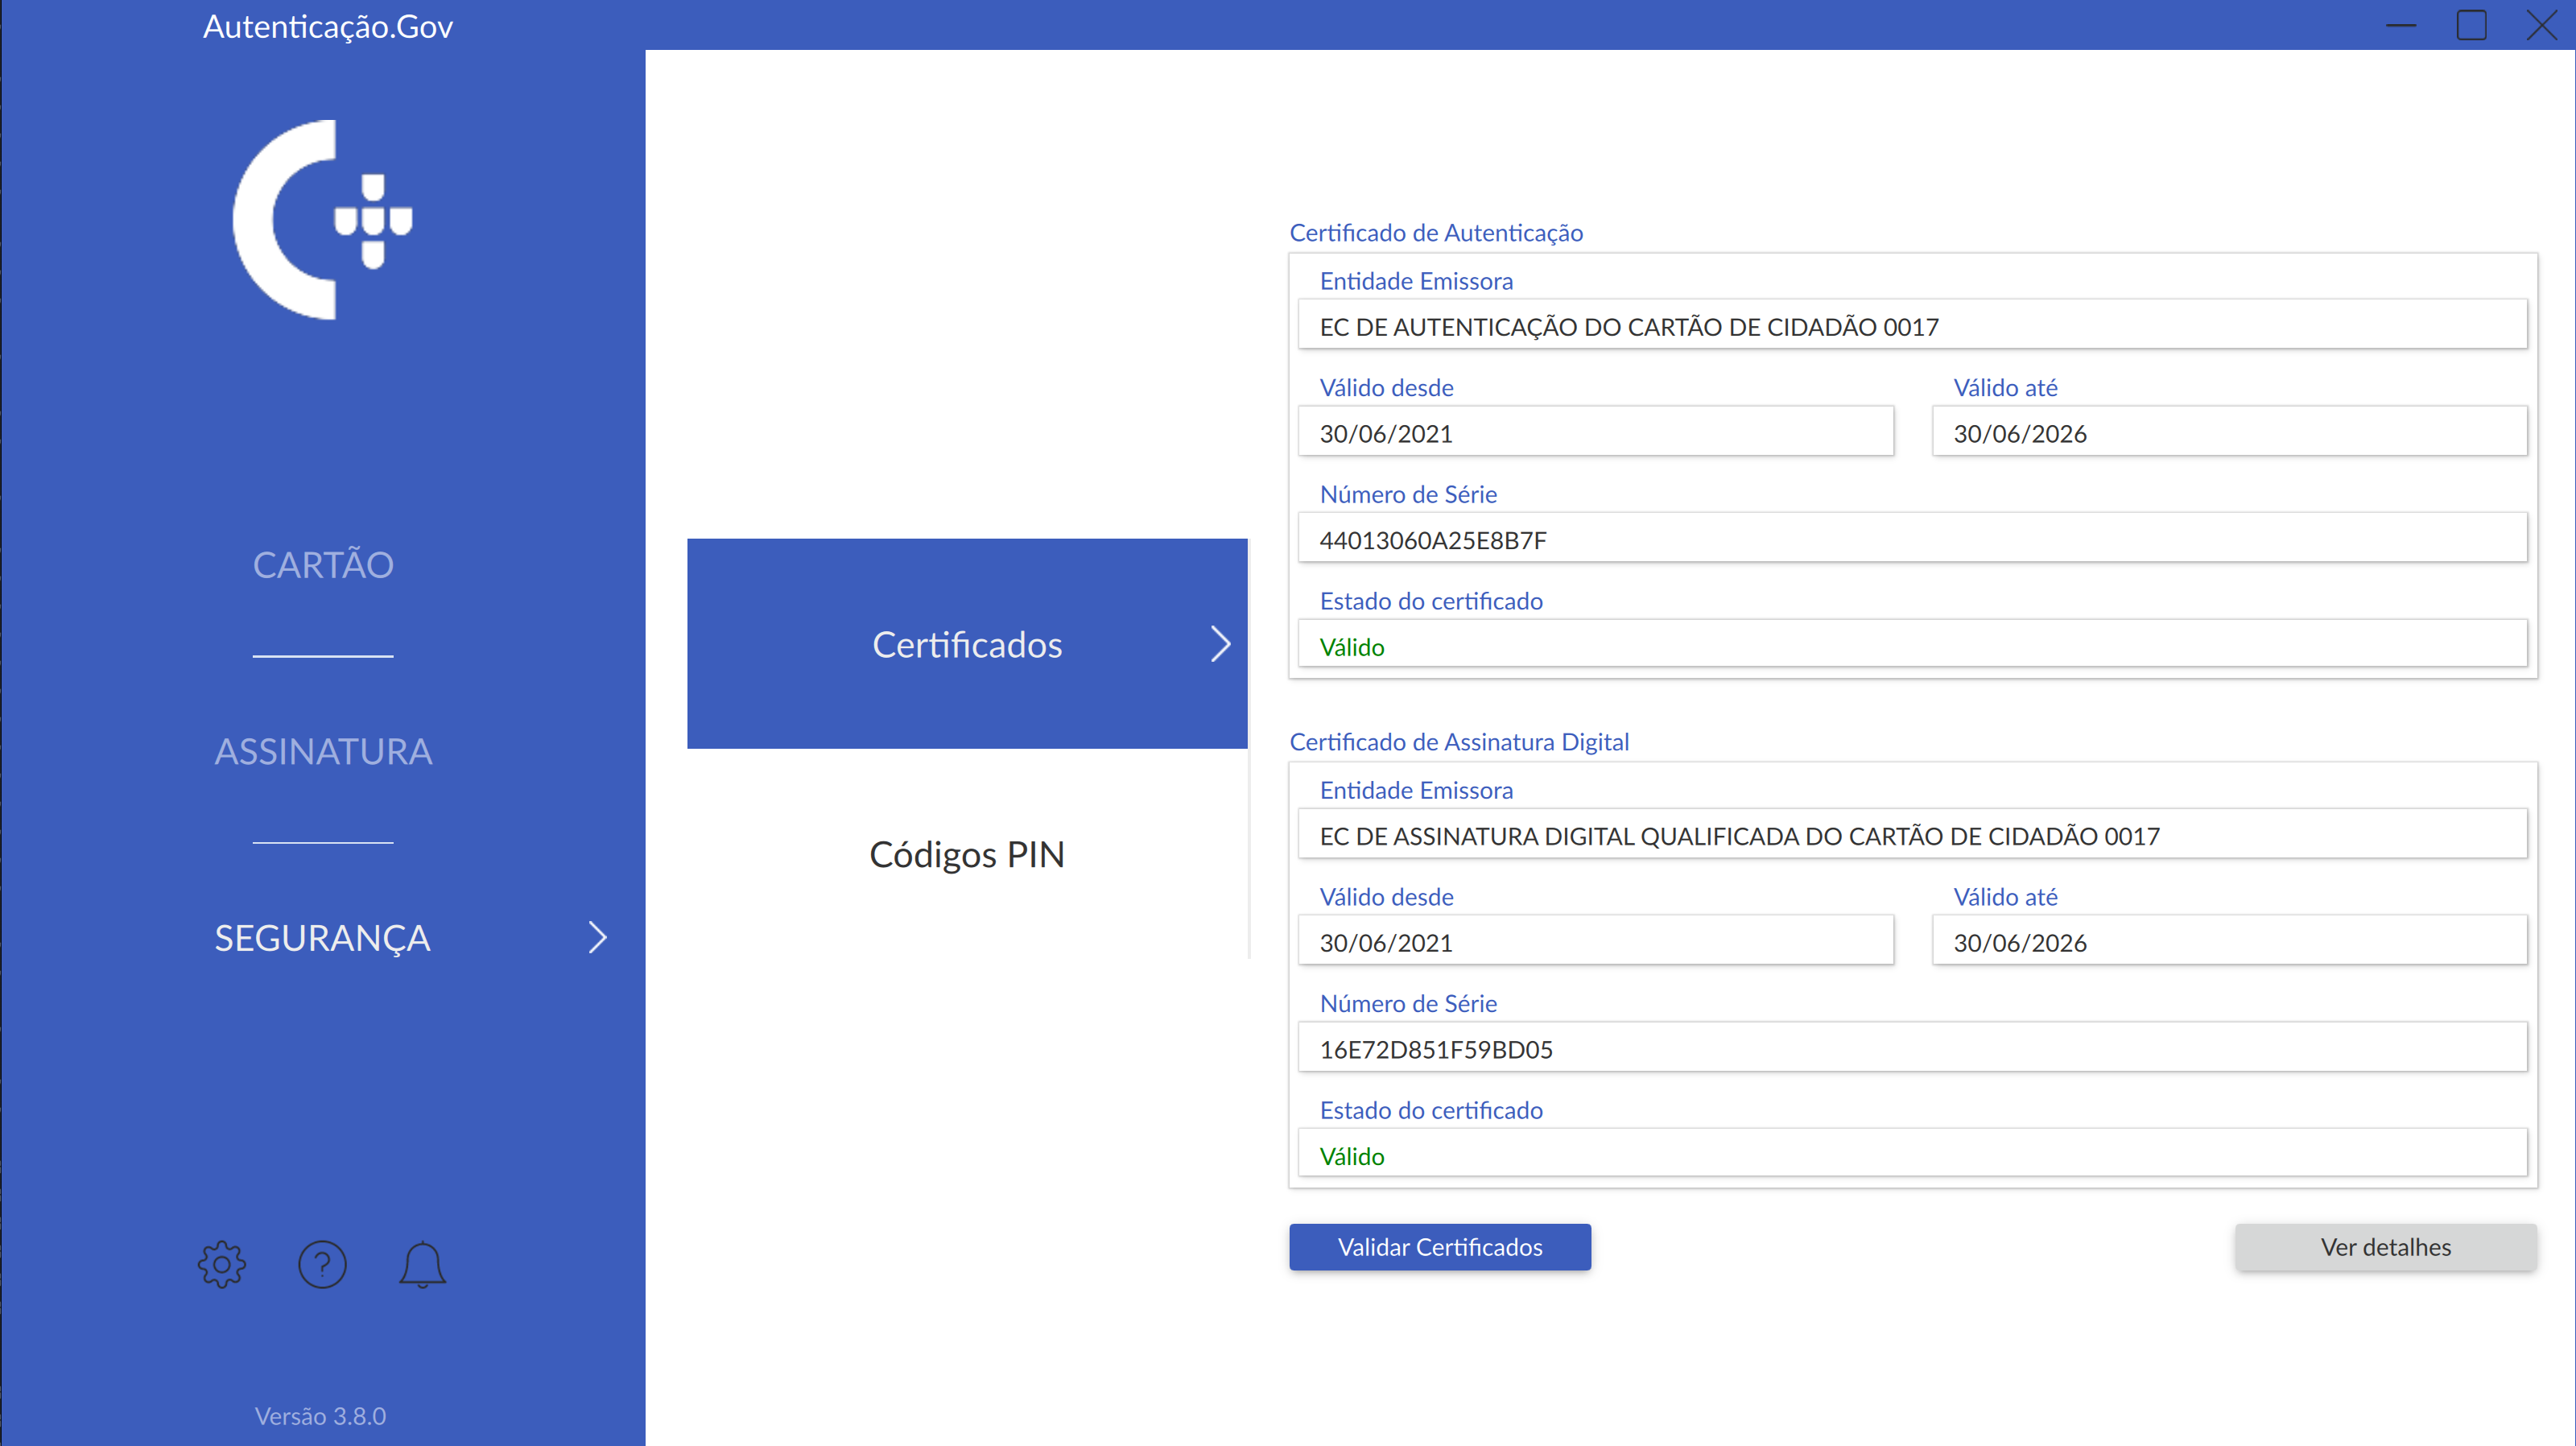 Autenticação.Gov
CARTÃO
ASSINATURA
SEGURANÇA
Versão 3.8.0
Certificados
Códigos PIN
Certificado de Autenticação
Entidade Emissora
EC DE AUTENTICAÇÃO DO CARTÃO DE CIDADÃO 0017
Válido desde Válido até
30/06/2021 30/06/2026
Número de Série
44013060A25E8B7F
Estado do certificado
Válido
Certificado de Assinatura Digital
Entidade Emissora
EC DE ASSINATURA DIGITAL QUALIFICADA DO CARTÃO DE CIDADÃO 0017
Válido desde Válido até
30/06/2021 30/06/2026
Número de Série
16E72D851F59BD05
Estado do certificado
Válido
Validar Certificados Ver detalhes